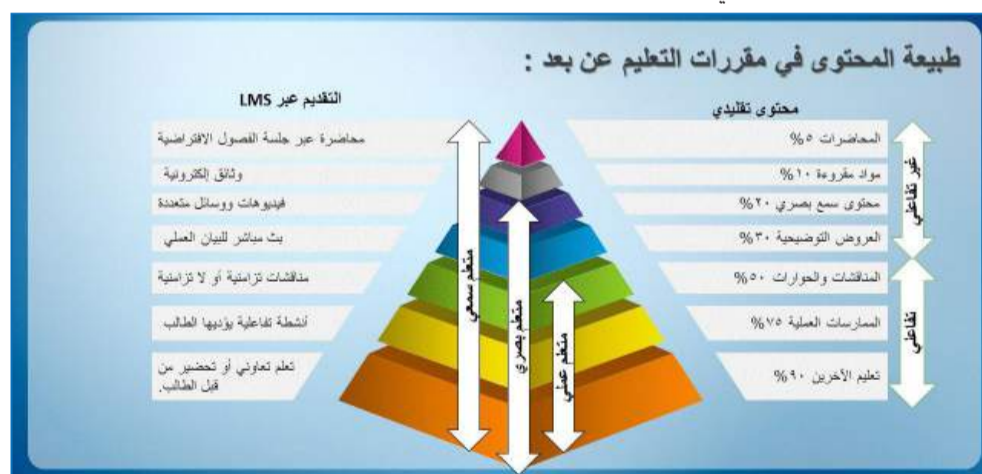 طبيعة المحتوى في مقررات التعليم عن بعد :
محتوى تقليدي
التقديم عبر LMS
المحاضرات ٥%
محاضرة عبر جلسة الفصول الافتراضية
مواد مقروءة ١٠%
وثائق إلكترونية
محتوى سمع بصري ٢٠%
فيديوهات ووسائل متعددة
العروض التوضيحية ٣٠%
بث مباشر للبيان العملي
المناقشات والحوارات ٥٠%
مناقشات تزامنية أو لا تزامنية
الممارسات العملية ٧٥%
أنشطة تفاعلية يؤديها الطالب
تعليم الأخرين ٩٠%
تعلم تعاوني أو تحضير من
قبل الطالب.
غير تفاعلي
تفاعلي
متعلم عملي
متعلم بصري
متعلم سمعي